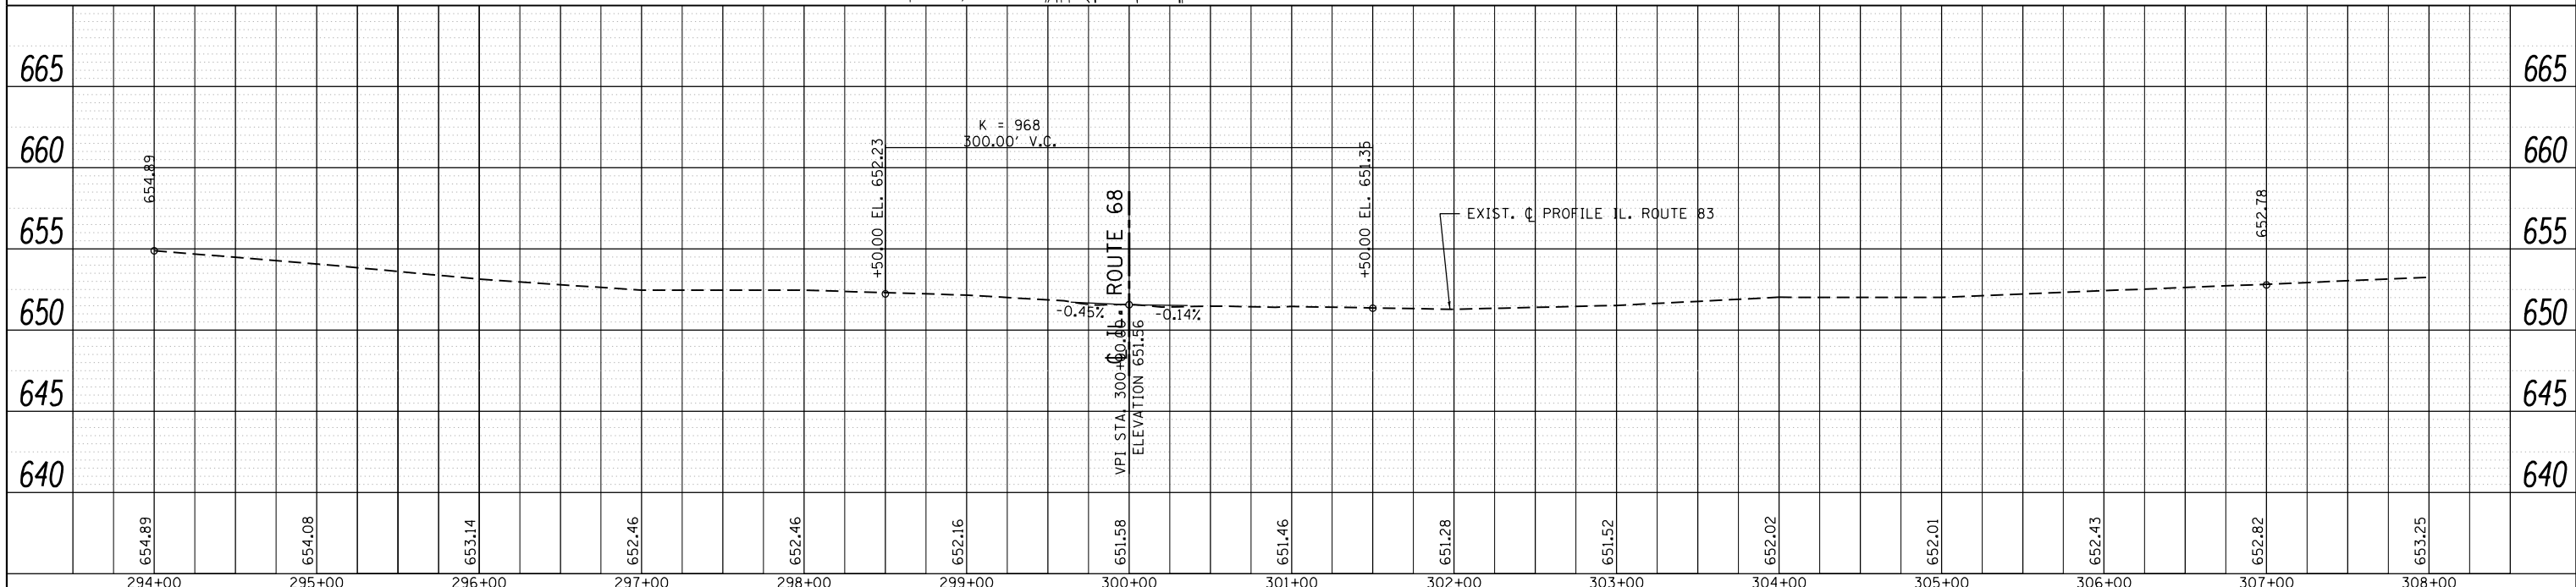 665 665
K = 968
300.00' V.C.
660 660
654.89
+50.00 EL. 652.23
+50.00 EL. 651.35
652.78
℄ IL. ROUTE 68
EXIST. ℄ PROFILE IL. ROUTE 83
655 655
-0.45% -0.14%
650 650
VPI STA. 300+00.00
ELEVATION 651.56
645 645
640 640
654.89 654.08 653.14 652.46 652.46 652.16 651.58 651.46 651.28 651.52 652.02 652.01 652.43 652.82 653.25
294+00 295+00 296+00 297+00 298+00 299+00 300+00 301+00 302+00 303+00 304+00 305+00 306+00 307+00 308+00